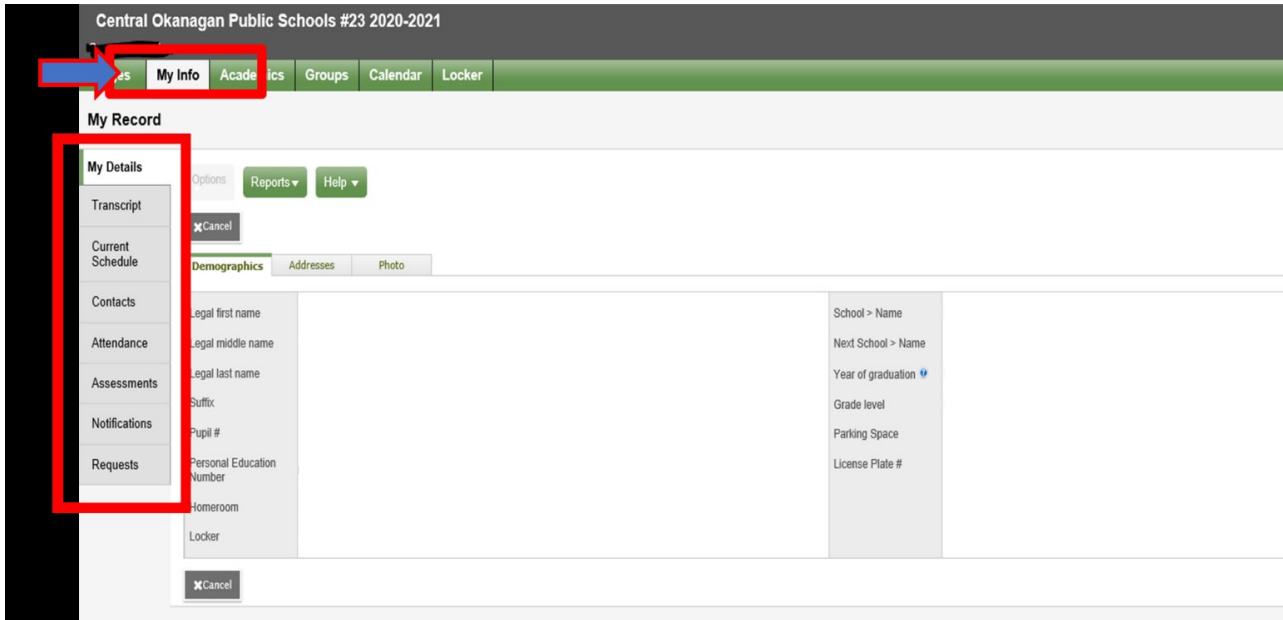 Central Okanagan Public Schools #23 2020-2021
My Info Academics Groups Calendar Locker
My Record
My Details
Transcript
Current
Schedule
Contacts
Attendance
Assessments
Notifications
Requests
Options Reports Help
Cancel
Demographics Addresses Photo
Legal first name
Legal middle name
Legal last name
Suffix
Pupil #
Personal Education
Number
Homeroom
Locker
School > Name
Next School > Name
Year of graduation
Grade level
Parking Space
License Plate #
Cancel